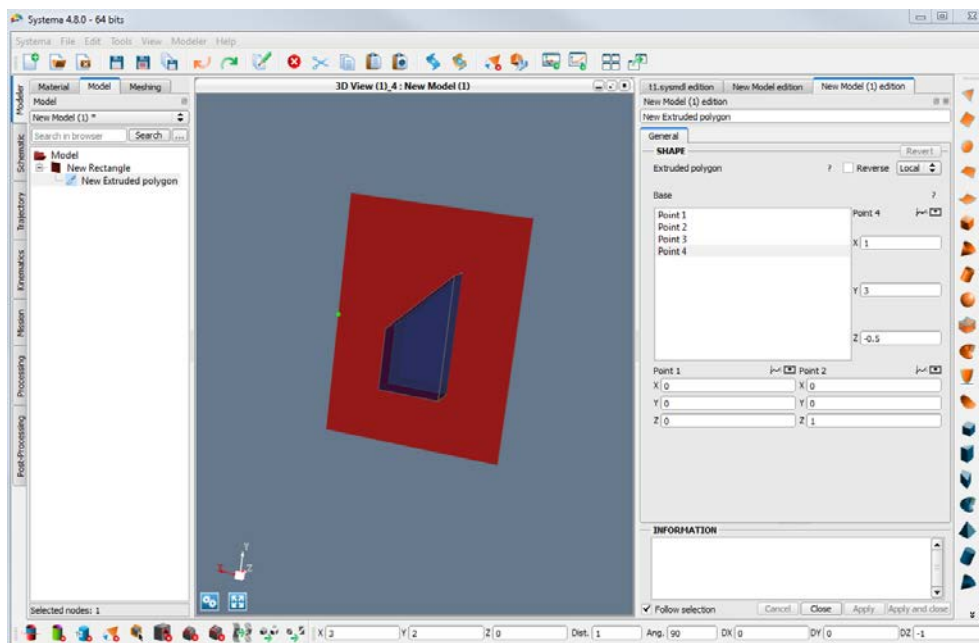 Systema 4.8.0 - 64 bits
Systema File Edit Tools View Modeler Help
Modeler
Schematic
Trajectory
Kinematics
Mission
Processing
Post-Processing
Material Model Meshing
Model
New Model (1) *
Search in browser Search ...
Model
New Rectangle
New Extruded polygon
Selected nodes: 1
3D View (1)_4 : New Model (1)
Y
t1.sysmdl edition New Model edition New Model (1) edition
New Model (1) edition
New Extruded polygon
General
SHAPE Revert
Extruded polygon ? Reverse Local
Base ?
Point 1
Point 2
Point 3
Point 4
Point 4
X 1
Y 3
Z -0.5
Point 1 Point 2
X 0 X 0
Y 0 Y 0
Z 0 Z 1
INFORMATION
Follow selection Cancel Close Apply Apply and close
X 3 Y 2 Z 0 Dist. 1 Ang. 90 DX 0 DY 0 DZ -1